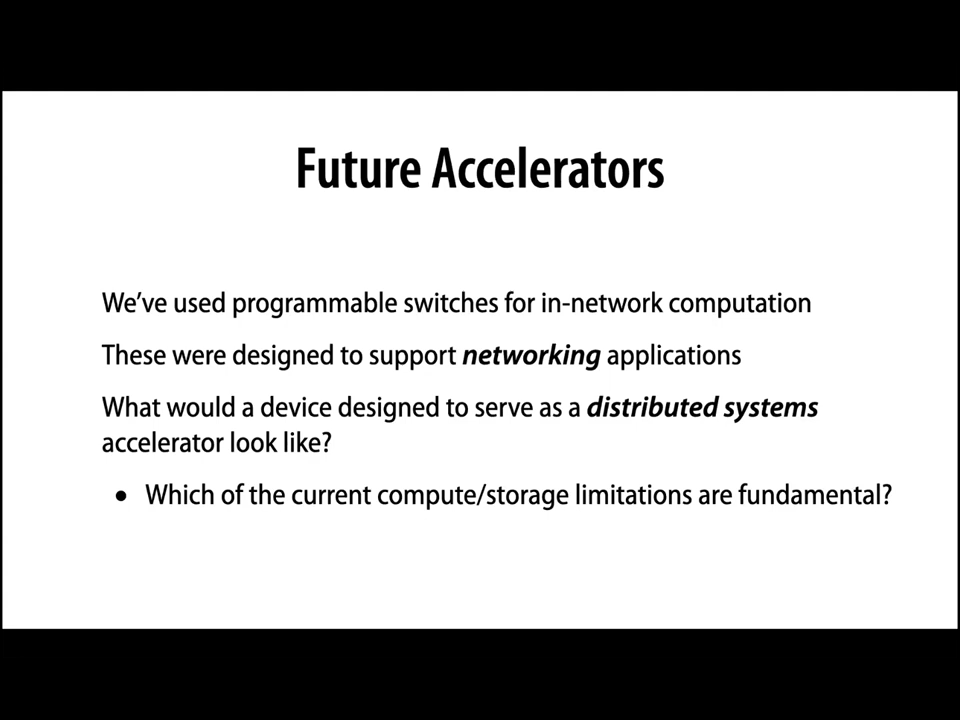 Future Accelerators
We've used programmable switches for in-network computation
These were designed to support networking applications
What would a device designed to serve as a distributed systems
accelerator look like?
• Which of the current compute/storage limitations are fundamental?